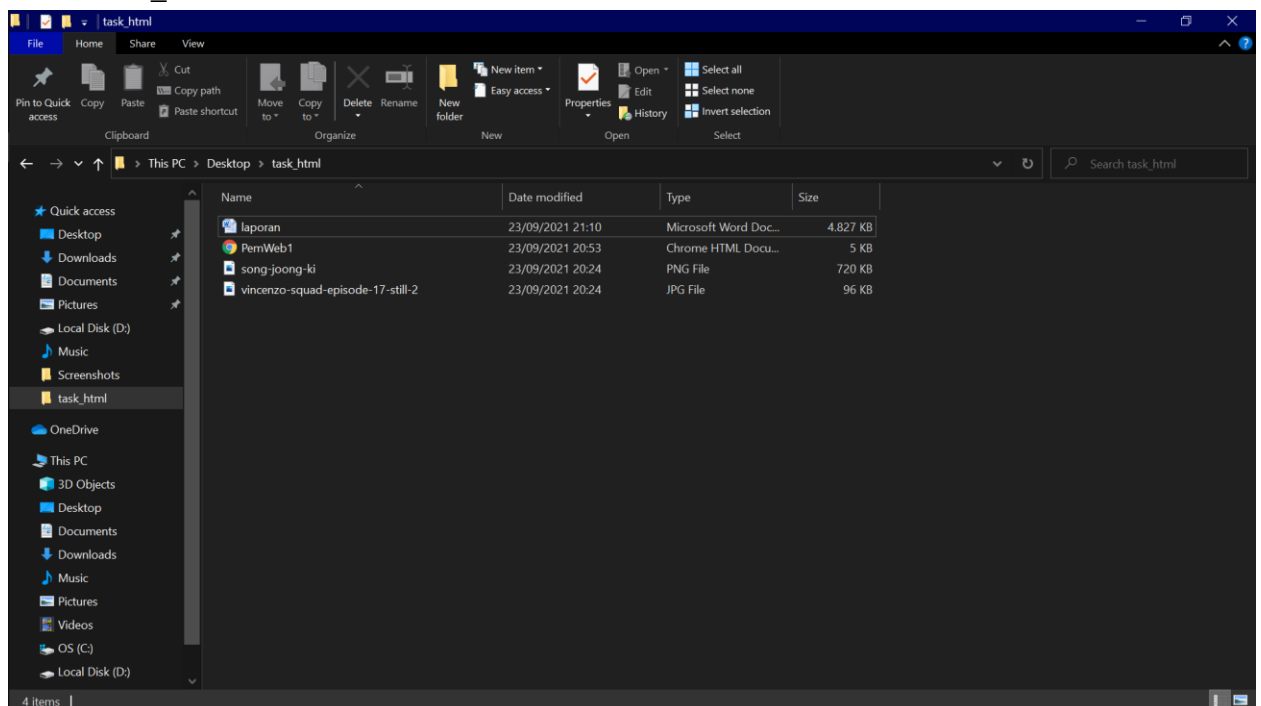 task_html
File Home Share View
Pin to Quick access
Copy
Paste
Cut
Copy path
Paste shortcut
Clipboard
Move to
Copy to
Delete
Rename
Organize
New folder
New item
Easy access
New
Properties
Open
Edit
History
Open
Select all
Select none
Invert selection
Select
This PC > Desktop > task_html
Search task_html
Name Date modified Type Size
laporan 23/09/2021 21:10 Microsoft Word Doc... 4.827 KB
PemWeb1 23/09/2021 20:53 Chrome HTML Docu... 5 KB
song-joong-ki 23/09/2021 20:24 PNG File 720 KB
vincenzo-squad-episode-17-still-2 23/09/2021 20:24 JPG File 96 KB
Quick access
Desktop
Downloads
Documents
Pictures
Local Disk (D:)
Music
Screenshots
task_html
OneDrive
This PC
3D Objects
Desktop
Documents
Downloads
Music
Pictures
Videos
OS (C:)
Local Disk (D:)
4 items